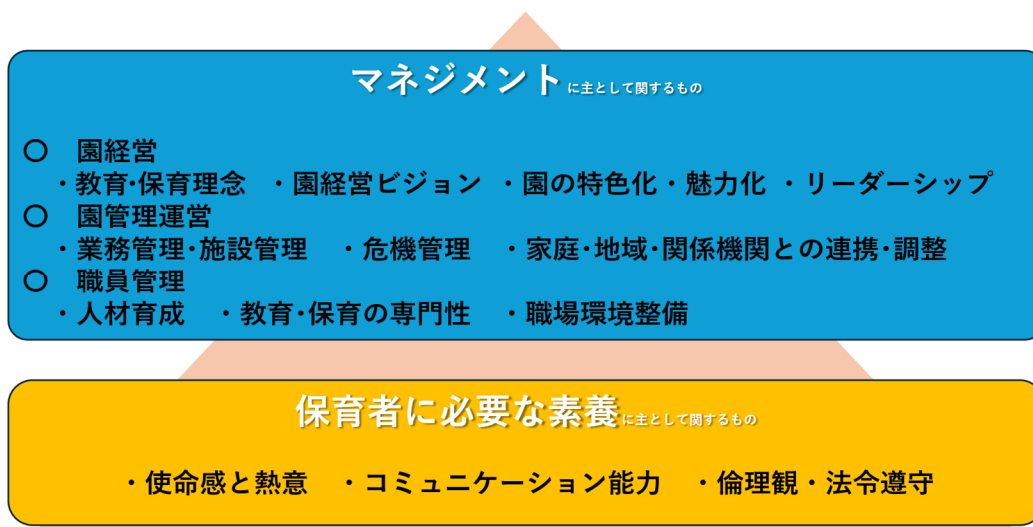 マネジメントに主として関するもの
〇 園経営
・教育・保育理念 ・園経営ビジョン ・園の特色化・魅力化 ・リーダーシップ
〇 園管理運営
・業務管理・施設管理 ・危機管理 ・家庭・地域・関係機関との連携・調整
〇 職員管理
・人材育成 ・教育・保育の専門性 ・職場環境整備
保育者に必要な素養に主として関するもの
・使命感と熱意 ・コミュニケーション能力 ・倫理観・法令遵守